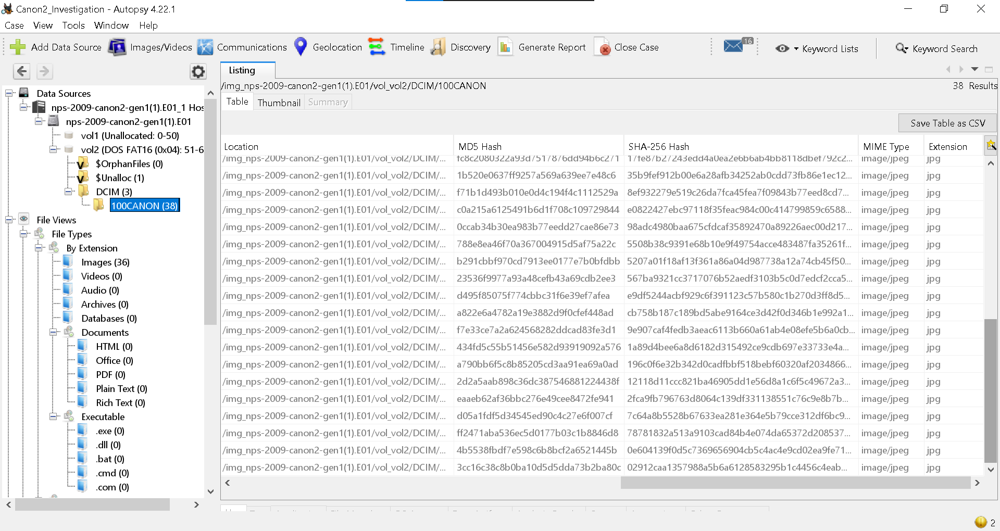 Canon2_Investigation - Autopsy 4.22.1
Case View Tools Window Help
Add Data Source Images/Videos Communications Geolocation Timeline Discovery Generate Report Close Case 16 Keyword Lists Keyword Search
Listing
/img_nps-2009-canon2-gen1(1).E01/vol_vol2/DCIM/100CANON 38 Results
Table Thumbnail Summary
Save Table as CSV
Data Sources
nps-2009-canon2-gen1(1).E01_1 Hos
nps-2009-canon2-gen1(1).E01
vol1 (Unallocated: 0-50)
vol2 (DOS FAT16 (0x04): 51-6
$OrphanFiles (0)
$Unalloc (1)
DCIM (3)
100CANON (38)
File Views
File Types
By Extension
Images (36)
Videos (0)
Audio (0)
Archives (0)
Databases (0)
Documents
HTML (0)
Office (0)
PDF (0)
Plain Text (0)
Rich Text (0)
Executable
.exe (0)
.dll (0)
.bat (0)
.cmd (0)
.com (0)
Location MD5 Hash SHA-256 Hash MIME Type Extension
/img_nps-2009-canon2-gen1(1).E01/vol_vol2/DCIM/... fc8c2080322a93d7517876dd94b6c271 17fe87b27243edd4a0ea2e6b6ab4bb8118dbef792c2... image/jpeg jpg
/img_nps-2009-canon2-gen1(1).E01/vol_vol2/DCIM/... 1b520e0637ff9257a569a639ee7e48c6 35b9fef912b00e6a28afb34252ab0cdd73fb86e1ec12... image/jpeg jpg
/img_nps-2009-canon2-gen1(1).E01/vol_vol2/DCIM/... f71b1d493b010e0d4c194f4c1112529a 8ef932279e519c26da7fca45fea7f09843b77eed8cd7... image/jpeg jpg
/img_nps-2009-canon2-gen1(1).E01/vol_vol2/DCIM/... c0a215a6125491b6d1f708c109729844 e0822427ebc97118f35feac984c00c414799859c6588... image/jpeg jpg
/img_nps-2009-canon2-gen1(1).E01/vol_vol2/DCIM/... 0ccab34b30ea983b77eedd27cae86e73 98adc4980baa675cfdcaf35892470a89226aec00d217... image/jpeg jpg
/img_nps-2009-canon2-gen1(1).E01/vol_vol2/DCIM/... 788e8ea46f70a367004915d5af75a22c 5508b38c9391e68b10e9f49754acce483487fa35261f... image/jpeg jpg
/img_nps-2009-canon2-gen1(1).E01/vol_vol2/DCIM/... b291cbbf970cd7913ee0177e7b0bfdbb 5207a01f18af13f361a86a04d987738a12a74cb45f50... image/jpeg jpg
/img_nps-2009-canon2-gen1(1).E01/vol_vol2/DCIM/... 23536f9977a93a48cefb43a69cdb2ee3 567ba9321cc3717076b52aedf3103b5c0d7edcf2cca5... image/jpeg jpg
/img_nps-2009-canon2-gen1(1).E01/vol_vol2/DCIM/... d495f85075f774cbbc31f6e39ef7afea e9df5244acbf929c6f391123c57b580c1b270d3ff8d5... image/jpeg jpg
/img_nps-2009-canon2-gen1(1).E01/vol_vol2/DCIM/... a822e6a4782a19e3882d9f0cfef448ad cb758b187c189bd5abe9164ce3d42f0d346b1e992a1... image/jpeg jpg
/img_nps-2009-canon2-gen1(1).E01/vol_vol2/DCIM/... f7e33ce7a2a624568282ddcad83fe3d1 9e907caf4fedb3aeac6113b660a61ab4e08efe5b6a0cb... image/jpeg jpg
/img_nps-2009-canon2-gen1(1).E01/vol_vol2/DCIM/... 434fd5c55b51456e582d93919092a576 1a89d4bee6a8d6182d315492ce9cdb697e33733e4a... image/jpeg jpg
/img_nps-2009-canon2-gen1(1).E01/vol_vol2/DCIM/... a790bb6f5c8b85205cd3aa91ea69a0ad 196c0f6e32b342d0cadfbbf518bebf60320af2034866... image/jpeg jpg
/img_nps-2009-canon2-gen1(1).E01/vol_vol2/DCIM/... 2d2a5aab898c36dc387546881224438f 12118d11ccc821ba46905dd1e56d8a1c6f5c49672a3... image/jpeg jpg
/img_nps-2009-canon2-gen1(1).E01/vol_vol2/DCIM/... eaaeb62af36bbc276e49cee8472fe941 2fca9fb796763d8064c139df331138551c76c9e8b7b... image/jpeg jpg
/img_nps-2009-canon2-gen1(1).E01/vol_vol2/DCIM/... d05a1fdf5d34545ed90c4c27e6f007cf 7c64a8b5528b67633ea281e364e5b79cce312df6bc9... image/jpeg jpg
/img_nps-2009-canon2-gen1(1).E01/vol_vol2/DCIM/... ff2471aba536ec5d0177b03c1b8846d8 78781832a513a9103cad84b4e074da65372d208537... image/jpeg jpg
/img_nps-2009-canon2-gen1(1).E01/vol_vol2/DCIM/... 4b5538fbdf7e598c6b8bcf2a6521445b 0e604139f0d5c7369656904cb5c4ac4e9cd02ea9fe71... image/jpeg jpg
/img_nps-2009-canon2-gen1(1).E01/vol_vol2/DCIM/... 3cc16c38c8b0ba10d5d5dda73b2ba80c 02912caa1357988a5b6a6128583295b1c4456c4eab... image/jpeg jpg
2